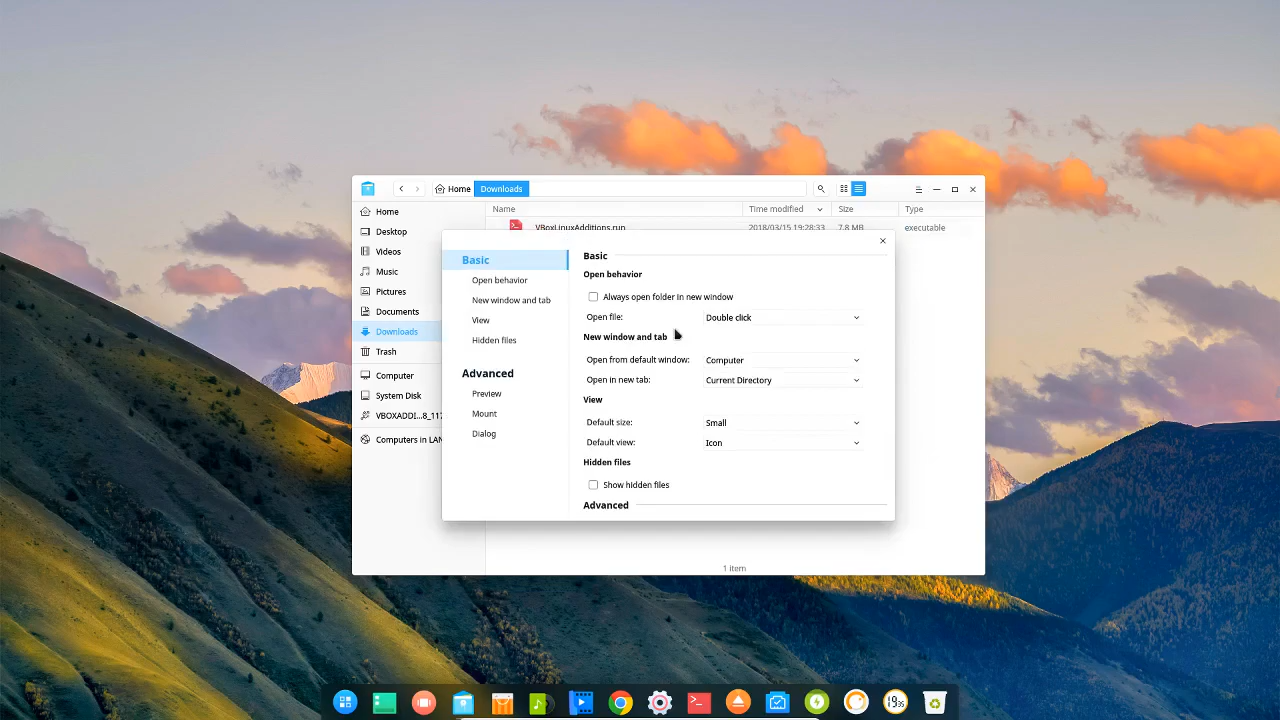 Home
Downloads
Name
Time modified
Size
Type
VBoxLinuxAdditions.run
2018/03/15 19:28:33
7.8 MB
executable
Home
Desktop
Videos
Music
Pictures
Documents
Downloads
Trash
Computer
System Disk
VBOXADDI...8_117
Computers in LAN
Basic
Open behavior
New window and tab
View
Hidden files
Advanced
Preview
Mount
Dialog
Basic
Open behavior
Always open folder in new window
Open file:
Double click
New window and tab
Open from default window:
Computer
Open in new tab:
Current Directory
View
Default size:
Small
Default view:
Icon
Hidden files
Show hidden files
Advanced
1 item
19 35